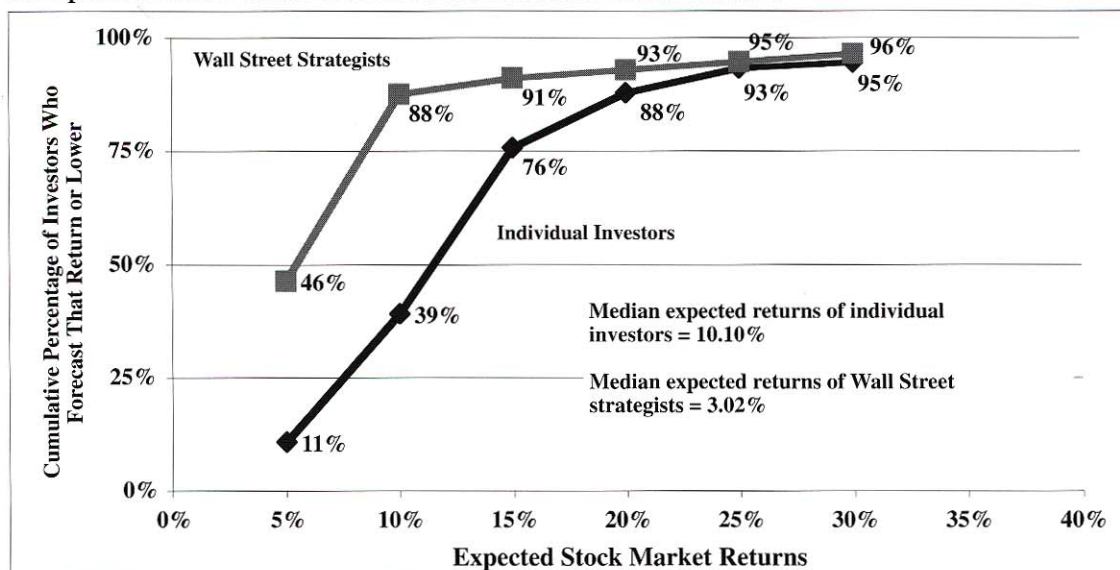 100%
75%
50%
25%
0%
Cumulative Percentage of Investors Who
Forecast That Return or Lower
Wall Street Strategists
46%
88%
91%
93%
95%
96%
11%
39%
76%
88%
93%
95%
Individual Investors
Median expected returns of individual
investors = 10.10%
Median expected returns of Wall Street
strategists = 3.02%
0%
5%
10%
15%
20%
25%
30%
35%
40%
Expected Stock Market Returns